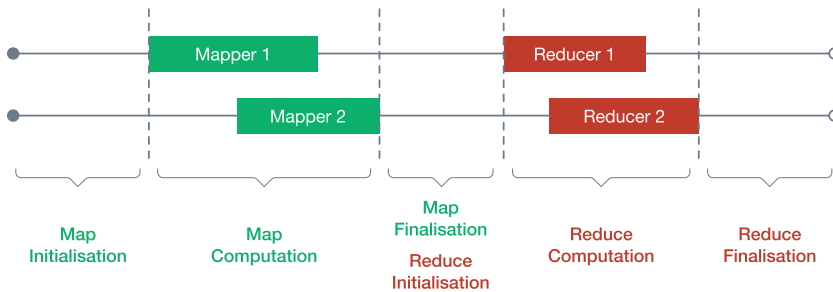 Mapper 1
Reducer 1
Mapper 2
Reducer 2
Map
Initialisation
Map
Computation
Map
Finalisation
Reduce
Initialisation
Reduce
Computation
Reduce
Finalisation